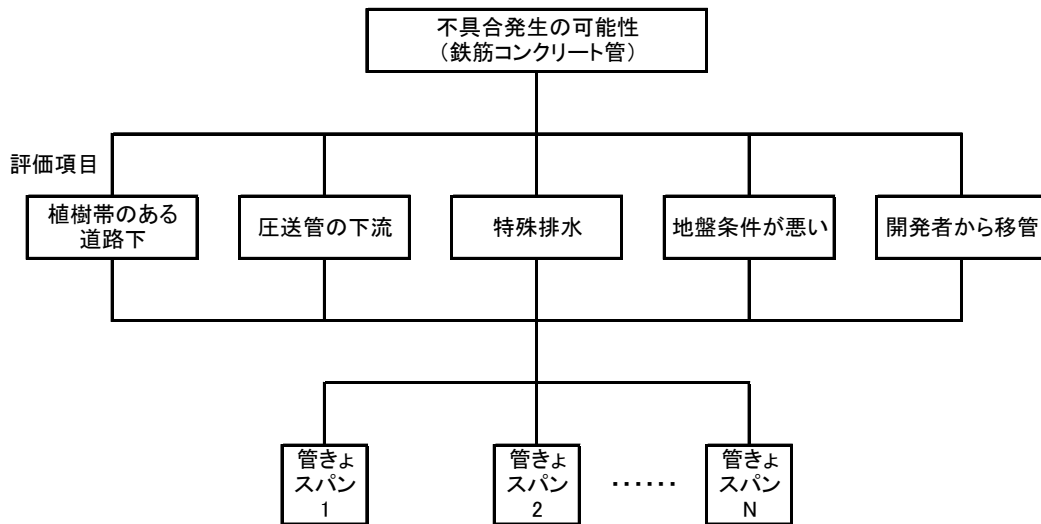 不具合発生の可能性
（鉄筋コンクリート管）
評価項目
植樹帯のある
道路下
圧送管の下流
特殊排水
地盤条件が悪い
開発者から移管
管きょ
スパン
1
管きょ
スパン
2
……
管きょ
スパン
N